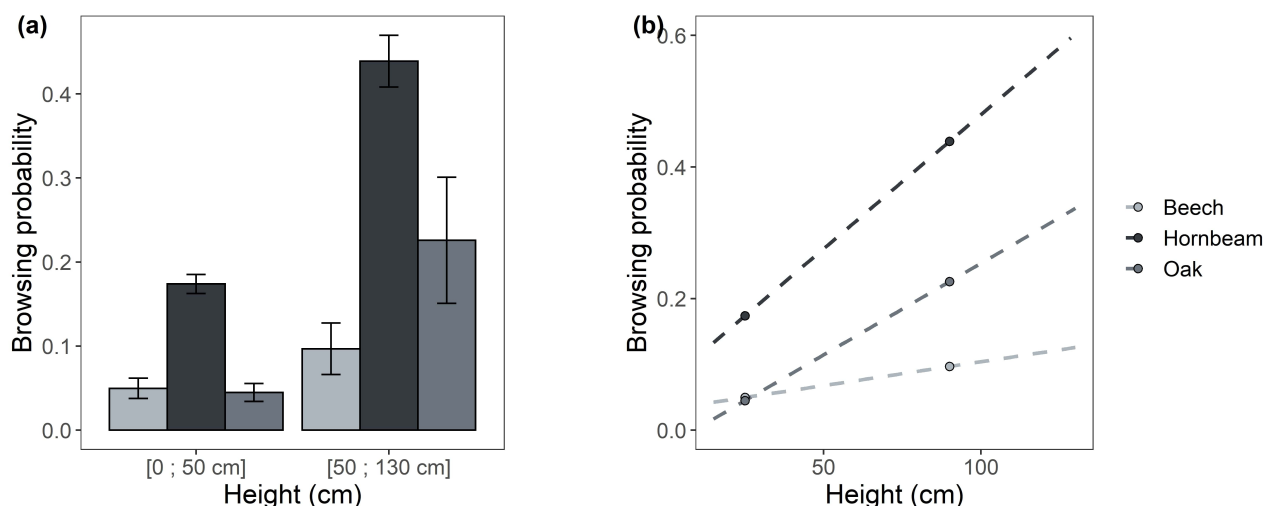 (a)
Browsing probability
0.4
0.3
0.2
0.1
0.0
[0 ; 50 cm]
[50 ; 130 cm]
Height (cm)
(b)
Browsing probability
0.6
0.4
0.2
0.0
50
100
Height (cm)
Beech
Hornbeam
Oak